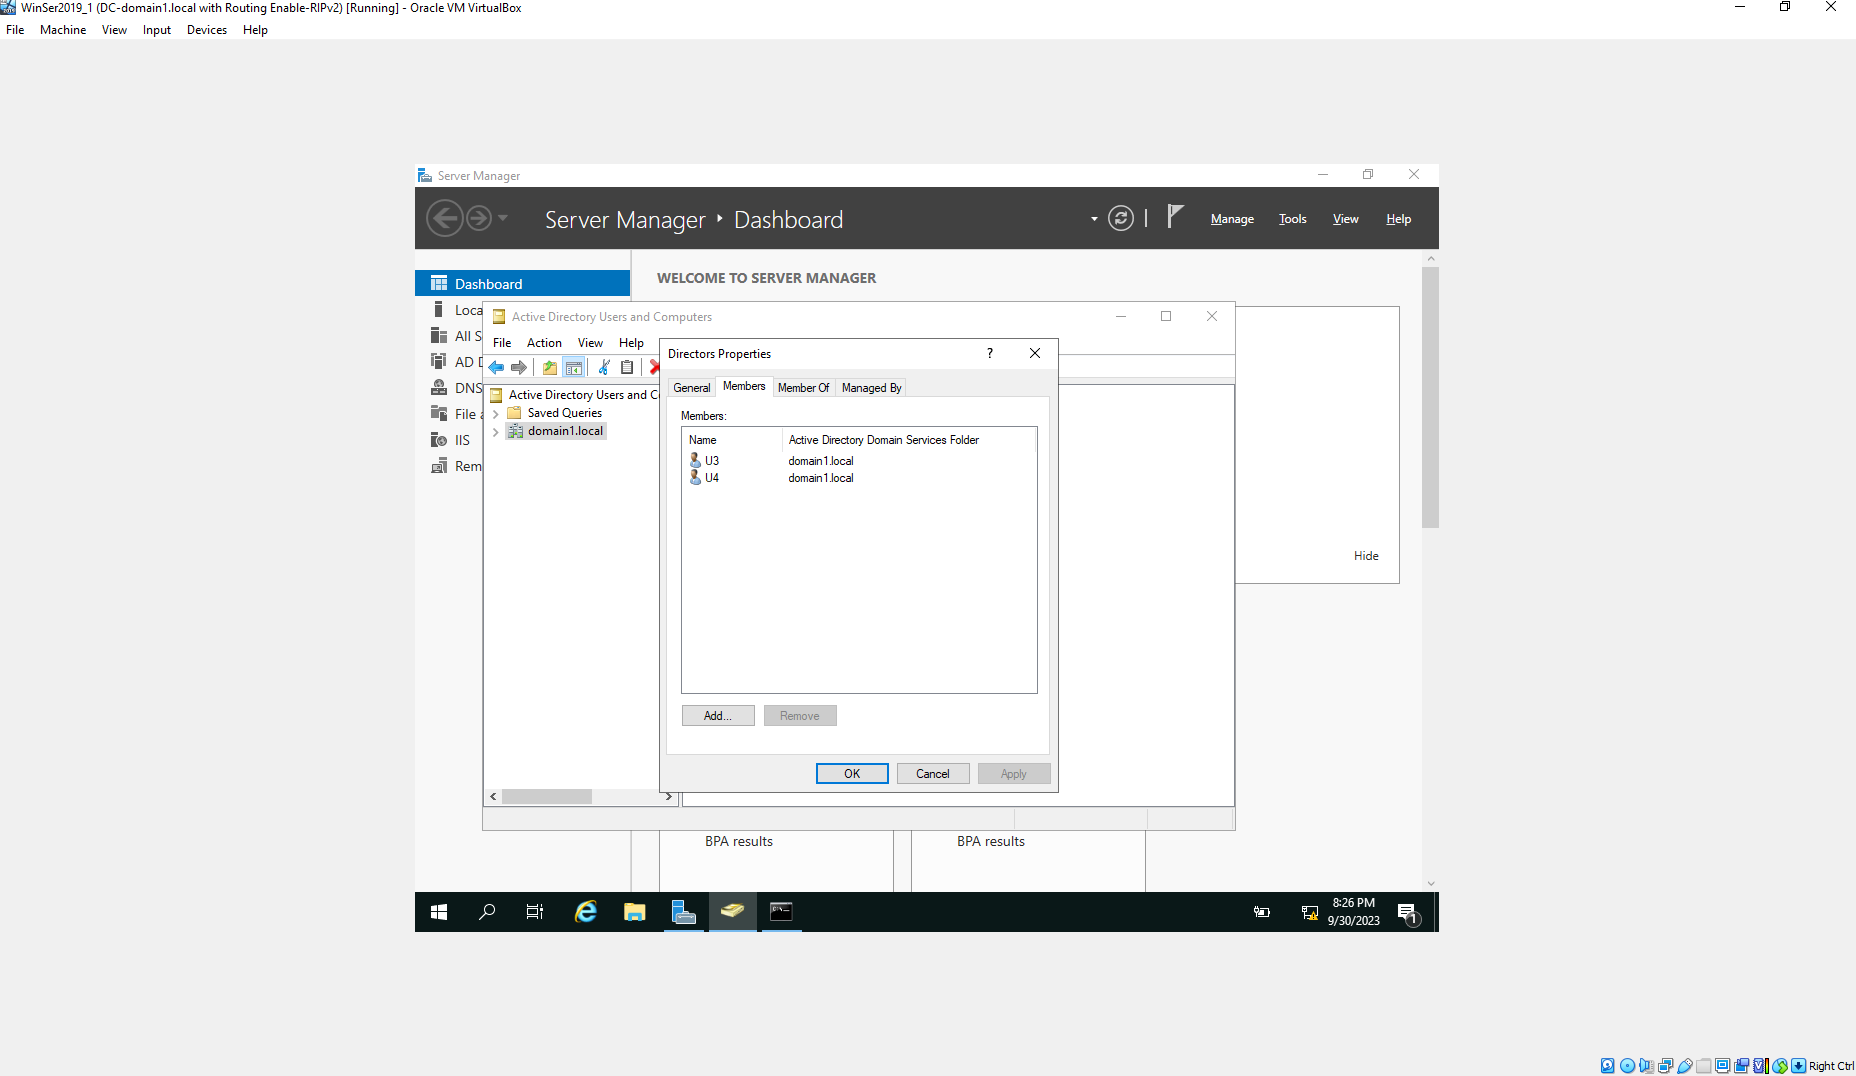 WinSer2019_1 (DC-domain1.local with Routing Enable-RIPv2) [Running] - Oracle VM VirtualBox
File Machine View Input Devices Help
Server Manager
Server Manager Dashboard
Manage Tools View Help
Dashboard
WELCOME TO SERVER MANAGER
Loca
All S
AD D
DNS
File a
IIS
Rem
Active Directory Users and Computers
File Action View Help
Active Directory Users and Co
Saved Queries
domain1.local
Directors Properties
?
General Members Member Of Managed By
Members:
Name Active Directory Domain Services Folder
U3 domain1.local
U4 domain1.local
Add... Remove
OK Cancel Apply
Hide
BPA results BPA results
8:26 PM
9/30/2023
1
Right Ctrl